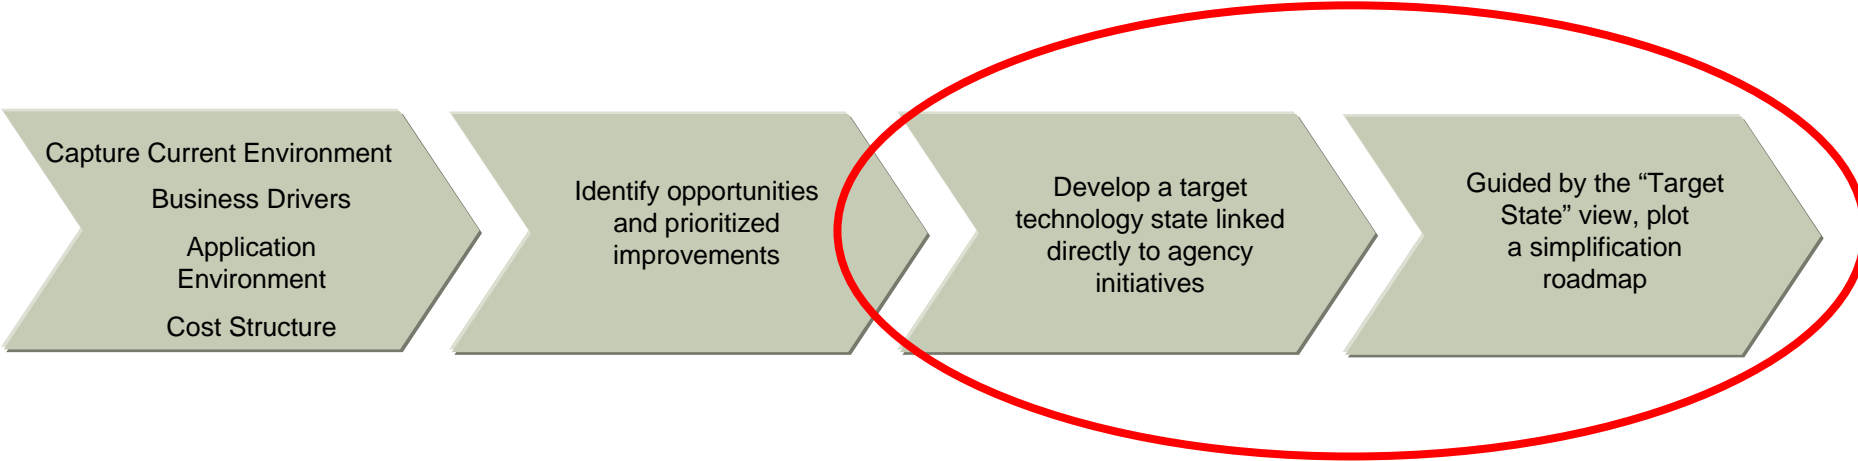 Capture Current Environment
Business Drivers
Application
Environment
Cost Structure
Identify opportunities
and prioritized
improvements
Develop a target
technology state linked
directly to agency
initiatives
Guided by the “Target
State” view, plot
a simplification
roadmap